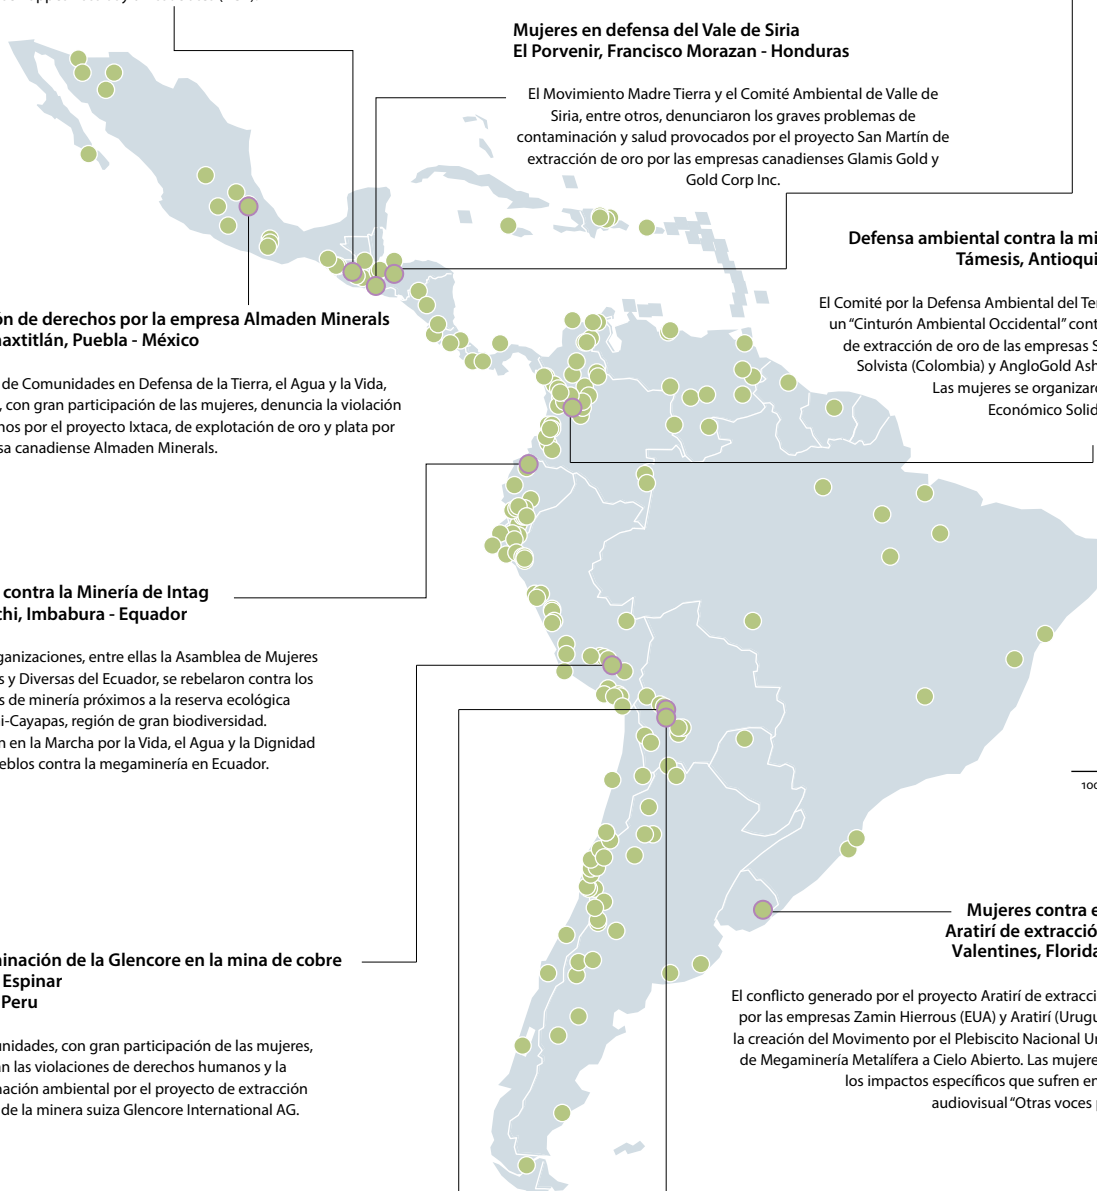 Mujeres en defensa del Vale de Siria
El Porvenir, Francisco Morazan - Honduras
El Movimiento Madre Tierra y el Comité Ambiental de Valle de
Siria, entre otros, denunciaron los graves problemas de
contaminación y salud provocados por el proyecto San Martín de
extracción de oro por las empresas canadienses Glamis Gold y
Gold Corp Inc.
Defensa ambiental contra la mi
Támesis, Antioqui
El Comité por la Defensa Ambiental del Ter
un “Cinturón Ambiental Occidental” cont
de extracción de oro de las empresas S
Solvista (Colombia) y AngloGold Ash
Las mujeres se organizaro
Económico Solid
ón de derechos por la empresa Almaden Minerals
naxtitlán, Puebla - México
de Comunidades en Defensa de la Tierra, el Agua y la Vida,
, con gran participación de las mujeres, denuncia la violación
nos por el proyecto Ixtaca, de explotación de oro y plata por
sa canadiense Almaden Minerals.
contra la Minería de Intag
thi, Imbabura - Equador
ganizaciones, entre ellas la Asamblea de Mujeres
s y Diversas del Ecuador, se rebelaron contra los
s de minería próximos a la reserva ecológica
i-Cayapas, región de gran biodiversidad.
n en la Marcha por la Vida, el Agua y la Dignidad
eblos contra la megaminería en Ecuador.
100
minación de la Glencore en la mina de cobre
Espinar
Peru
unidades, con gran participación de las mujeres,
an las violaciones de derechos humanos y la
nación ambiental por el proyecto de extracción
de la minera suiza Glencore International AG.
Mujeres contra e
Aratirí de extracció
Valentines, Florida
El conflicto generado por el proyecto Aratirí de extracci
por las empresas Zamin Hierrous (EUA) y Aratirí (Urugu
la creación del Movimento por el Plebiscito Nacional Ur
de Megaminería Metalífera a Cielo Abierto. Las mujere
los impactos específicos que sufren en
audiovisual “Otras voces p